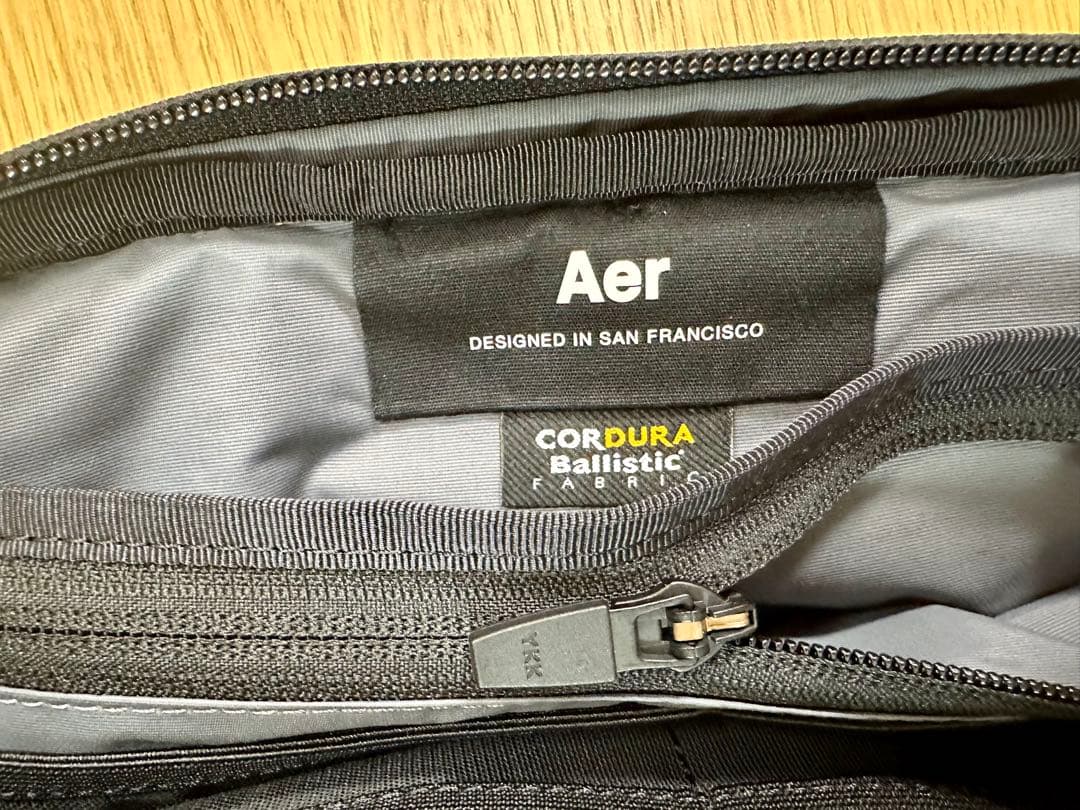 Aer
DESIGNED IN SAN FRANCISCO
CORDURA
Ballistic®
FABRIC
YKK